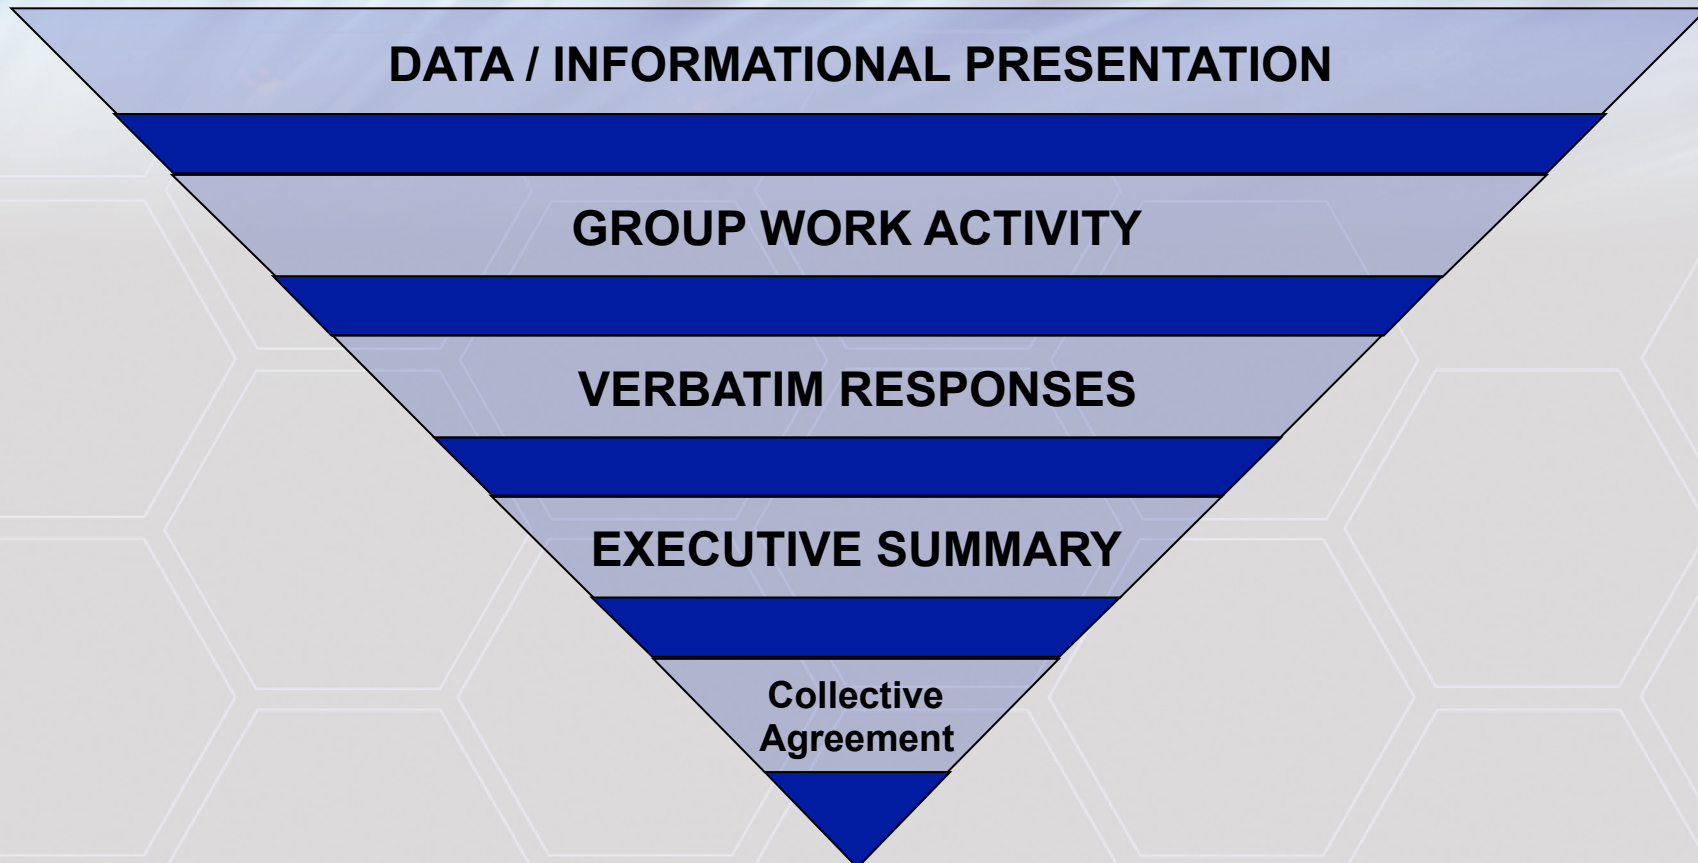 DATA / INFORMATIONAL PRESENTATION
GROUP WORK ACTIVITY
VERBATIM RESPONSES
EXECUTIVE SUMMARY
Collective
Agreement